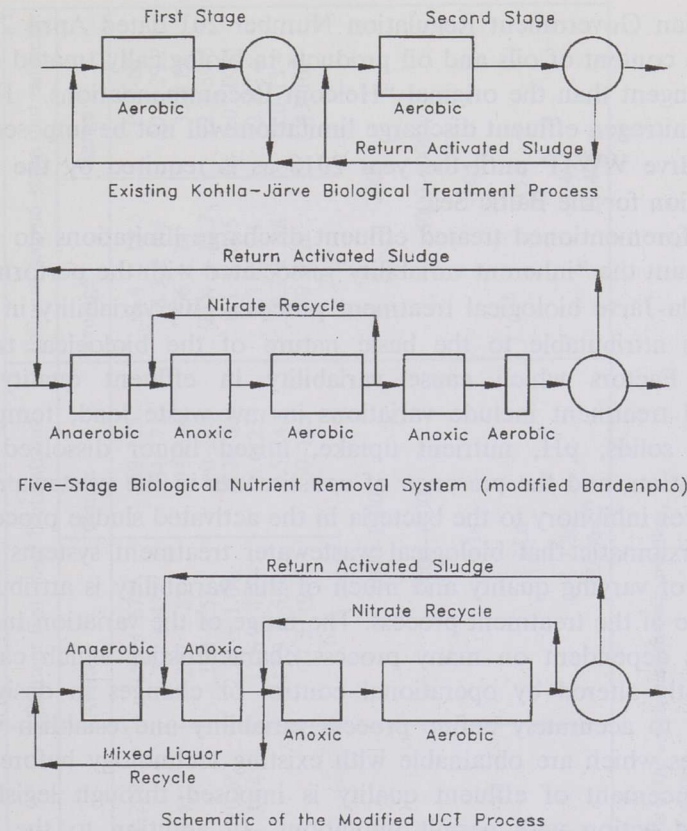 First Stage
Second Stage
Aerobic
Aerobic
Return Activated Sludge
Existing Kohtla-Järve Biological Treatment Process
Return Activated Sludge
Nitrate Recycle
Anaerobic
Anoxic
Aerobic
Anoxic
Aerobic
Five-Stage Biological Nutrient Removal System (modified Bardenpho)
Return Activated Sludge
Nitrate Recycle
Anaerobic
Anoxic
Anoxic
Aerobic
Mixed Liquor
Recycle
Schematic of the Modified UCT Process